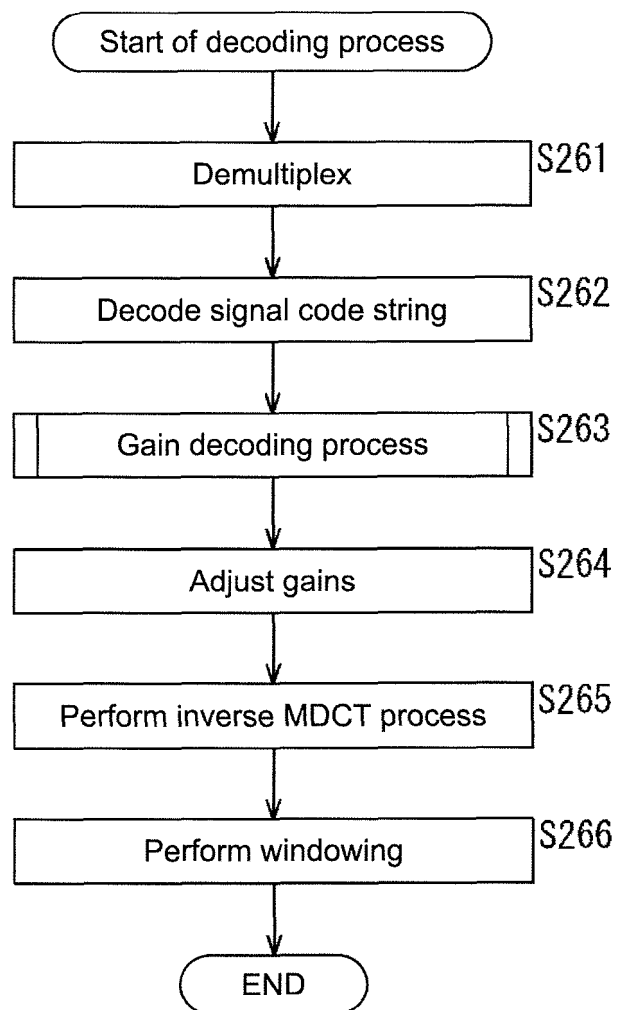 Start of decoding process
Demultiplex
S261
Decode signal code string
S262
Gain decoding process
S263
Adjust gains
S264
Perform inverse MDCT process
S265
Perform windowing
S266
END